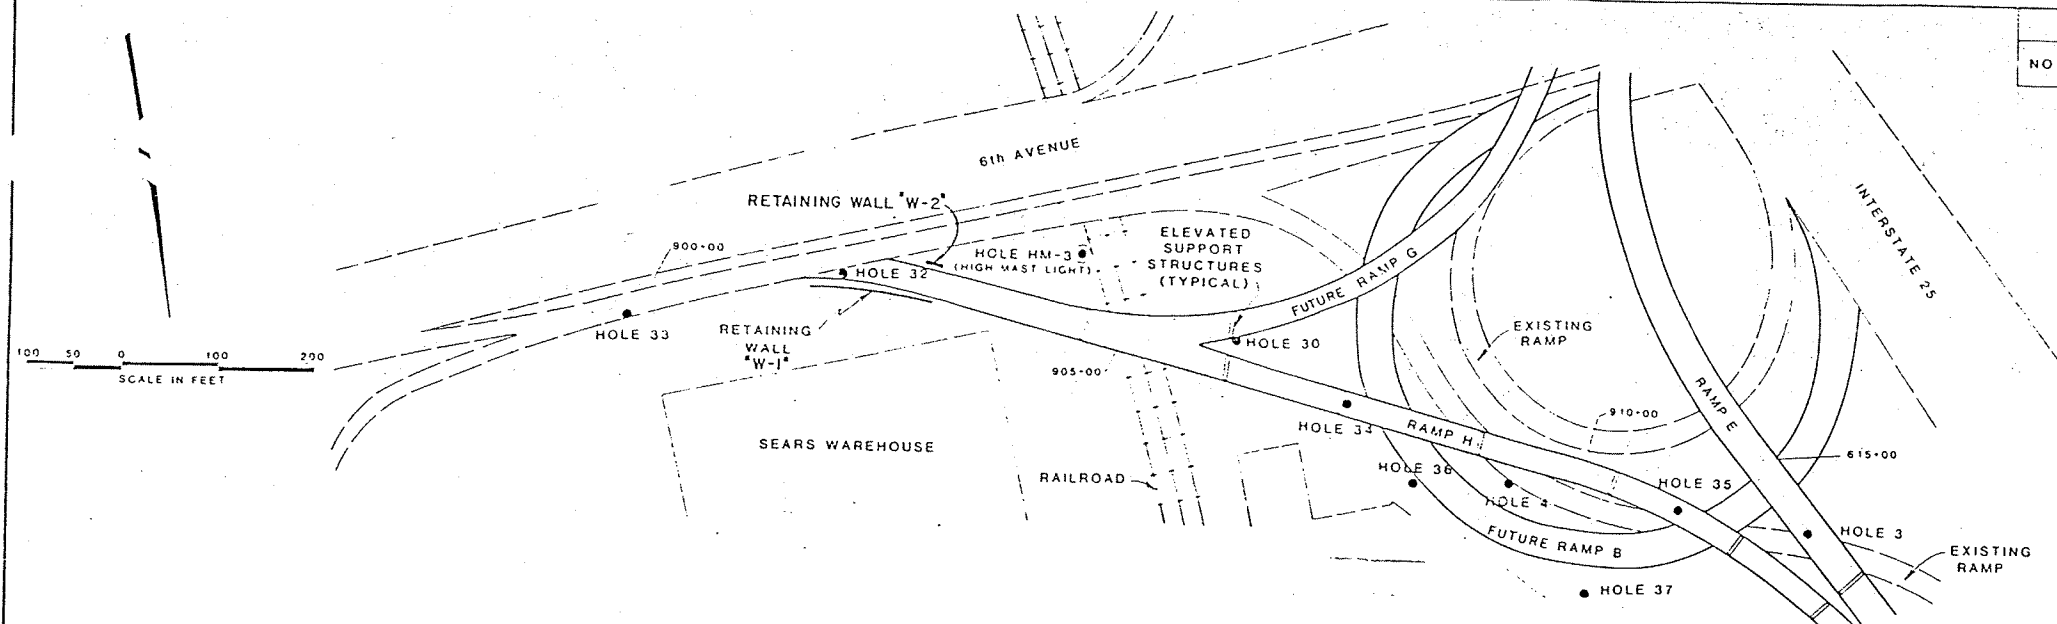 NO
6th AVENUE
RETAINING WALL "W-2"
900+00
HOLE HM-3
(HIGH MAST LIGHT)
ELEVATED
SUPPORT
STRUCTURES
(TYPICAL)
HOLE 32
FUTURE RAMP G
INTERSTATE 25
HOLE 33
RETAINING
WALL
"W-1"
HOLE 30
EXISTING
RAMP
100 50 0 100 200
SCALE IN FEET
905+00
RAMP E
910+00
HOLE 34
RAMP H
SEARS WAREHOUSE
615+00
RAILROAD
HOLE 36
HOLE 35
HOLE 4
FUTURE RAMP B
HOLE 3
EXISTING
RAMP
HOLE 37